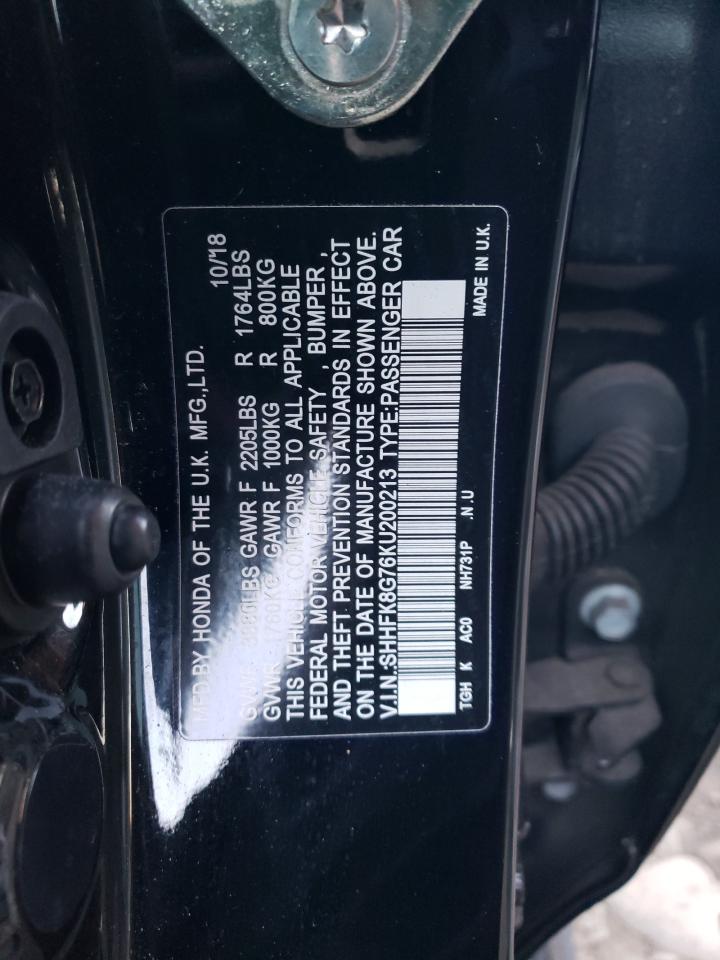 MFD.BY HONDA OF THE U.K. MFG.,LTD. 10/18
GVWR LBS GAWR F 2205LBS R 1764LBS
GVWR 1760KG GAWR F 1000KG R 800KG
THIS VEHICLE CONFORMS TO ALL APPLICABLE
FEDERAL MOTOR VEHICLE SAFETY , BUMPER ,
AND THEFT PREVENTION STANDARDS IN EFFECT
ON THE DATE OF MANUFACTURE SHOWN ABOVE.
V.I.N.:SHHFK8G76KU200213 TYPE:PASSENGER CAR
TGH K AC0 NH731P .N.U
MADE IN U.K.